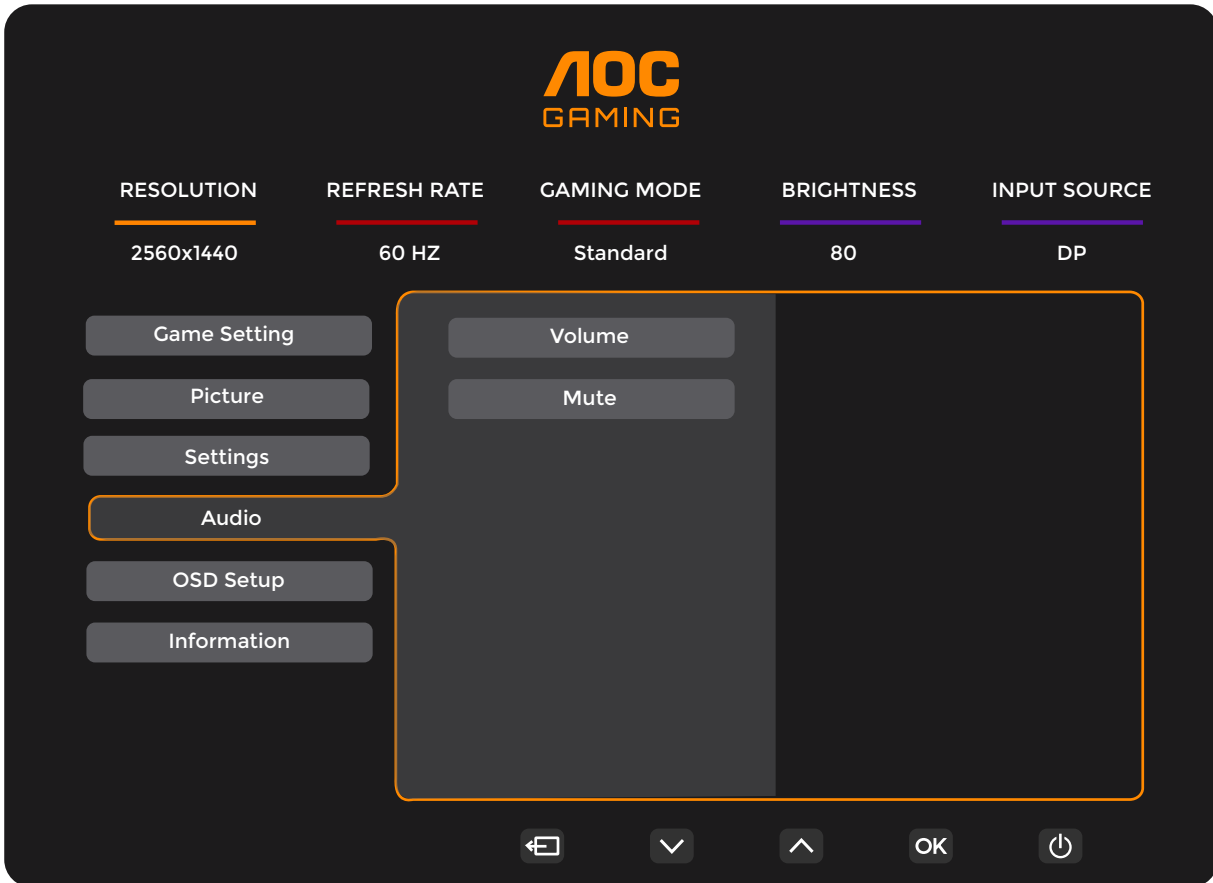 AOC
GAMING
RESOLUTION REFRESH RATE GAMING MODE BRIGHTNESS INPUT SOURCE
2560x1440 60 HZ Standard 80 DP
Game Setting
Picture
Settings
Audio
OSD Setup
Information
Volume
Mute
OK